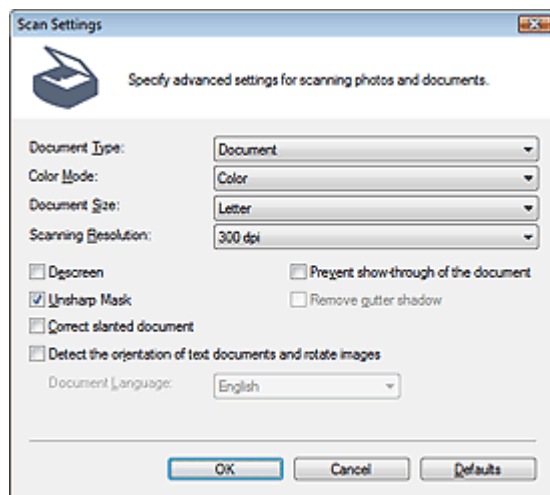 Scan Settings
Specify advanced settings for scanning photos and documents.
Document Type: Document
Color Mode: Color
Document Size: Letter
Scanning Resolution: 300 dpi
Descreen Prevent show-through of the document
Unsharp Mask Remove gutter shadow
Correct slanted document
Detect the orientation of text documents and rotate images
Document Language: English
OK Cancel Defaults